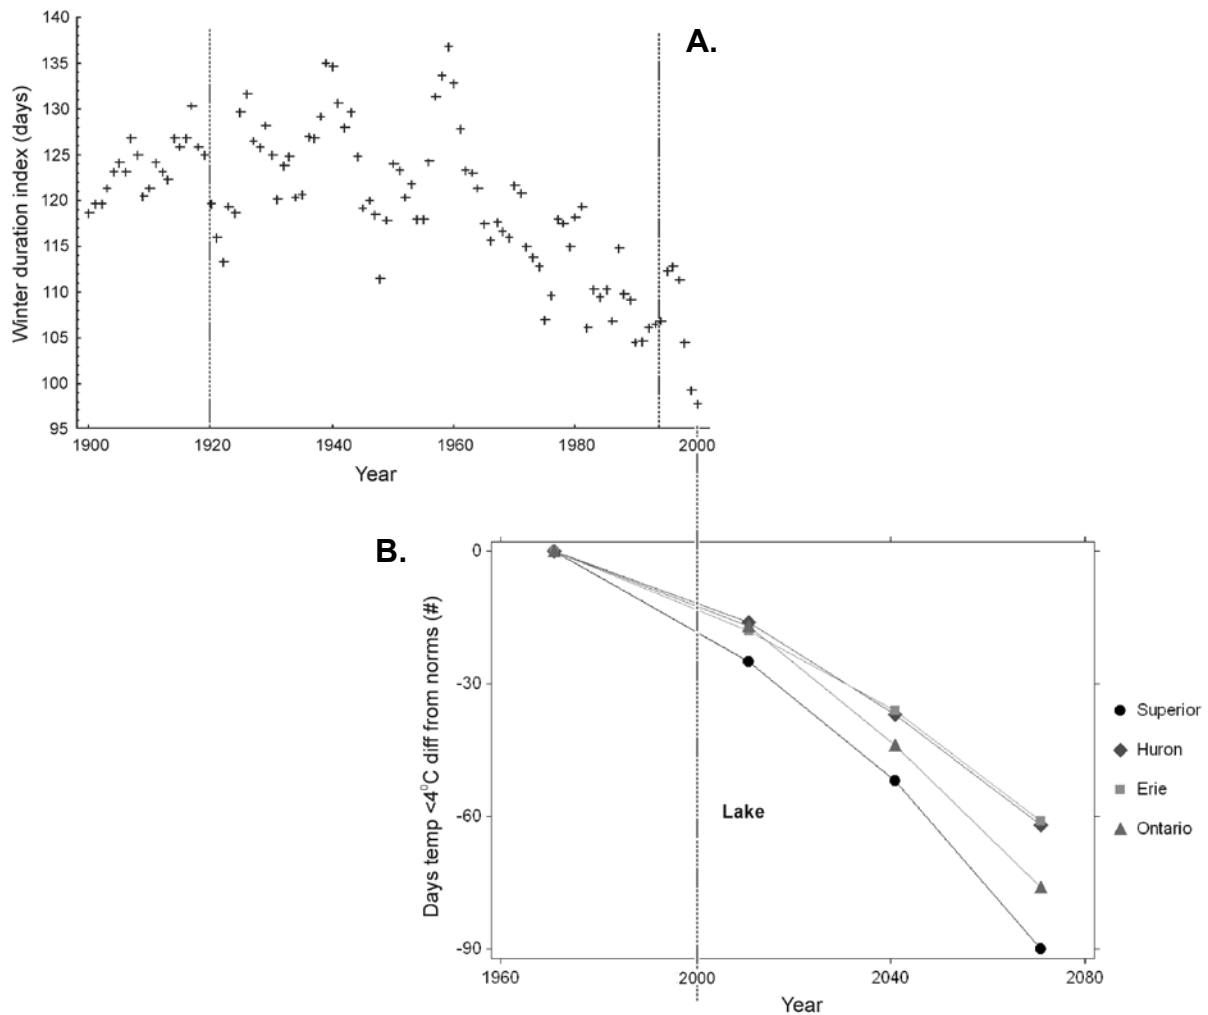 A.
140
135
130
125
120
115
110
105
100
95
Winter duration index (days)
1900 1920 1940 1960 1980 2000
Year
B.
0
-30
-60
-90
Days temp <4°C diff from norms (#)
Lake
Superior
Huron
Erie
Ontario
1960 2000 2040 2080
Year